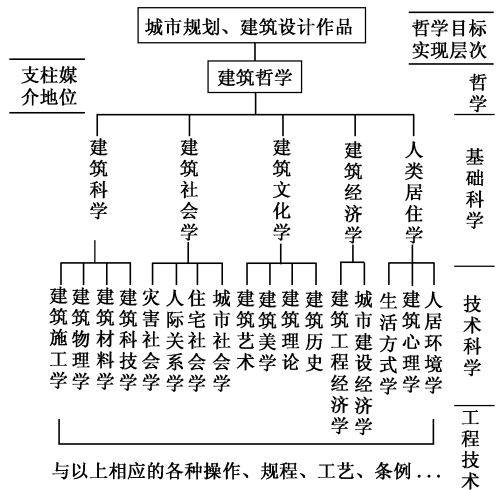 城市规划、建筑设计作品
哲学目标
实现层次
支柱媒
介地位
建筑哲学
哲学
建筑科学
建筑社会学
建筑文化学
建筑经济学
人类居住学
基础科学
建筑施工学
建筑物理学
建筑材料学
建筑科技学
灾害社会学
人际关系学
住宅社会学
城市社会学
建筑艺术
建筑美学
建筑理论
建筑历史
建筑工程经济学
城市建设经济学
生活方式学
建筑心理学
人居环境学
技术科学
工程技术
与以上相应的各种操作、规程、工艺、条例...